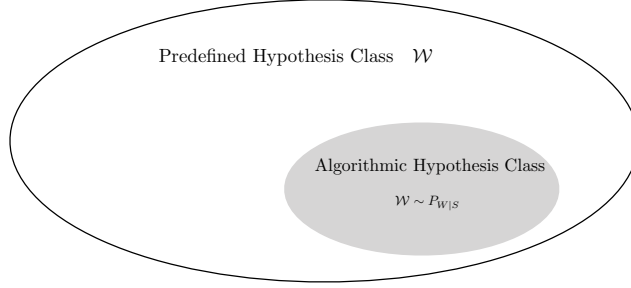 Predefined Hypothesis Class 𝒲
Algorithmic Hypothesis Class
𝒲 ∼ P_{W|S}